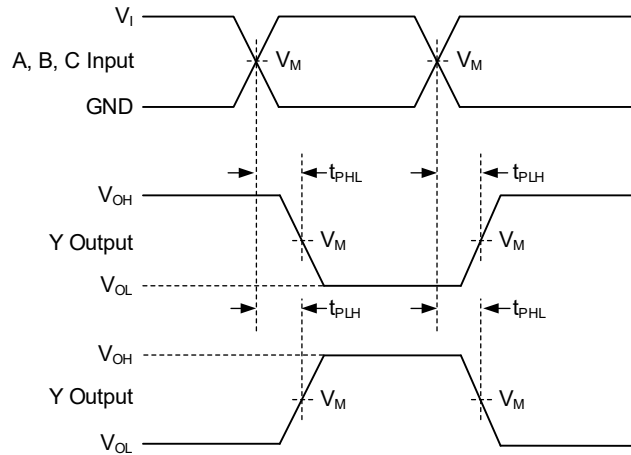 V_I
A, B, C Input
V_M
V_M
GND
t_PHL
t_PLH
V_OH
Y Output
V_M
V_M
V_OL
t_PLH
t_PHL
V_OH
Y Output
V_M
V_M
V_OL